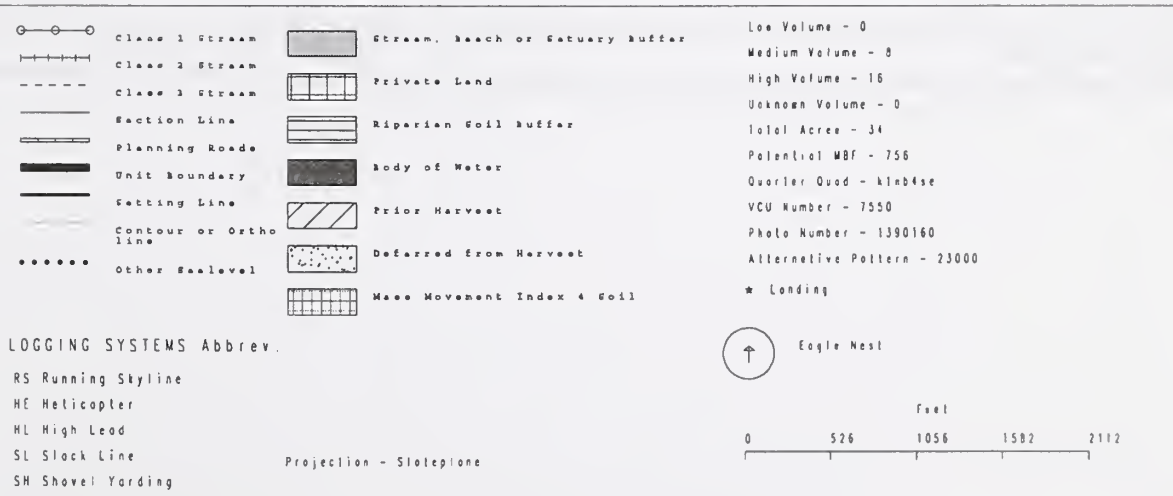 Class 1 Stream
Class 2 Stream
Class 3 Stream
Section Line
Planning Roads
Unit Boundary
Setting Line
Contour or Ortho
line
Other Sealevel
Stream, Beach or Estuary Buffer
Private Land
Riparian Soil Buffer
Body of Water
Prior Harvest
Deferred from Harvest
Mass Movement Index 4 Soil
Low Volume - 0
Medium Volume - 8
High Volume - 16
Unknown Volume - 0
Total Acres - 34
Potential MBF - 756
Quarter Quad - k1nb4se
VCU Number - 7550
Photo Number - 1390160
Alternative Pattern - 23000
★ Landing
Eagle Nest
LOGGING SYSTEMS Abbrev.
RS Running Skyline
HE Helicopter
HL High Lead
SL Slack Line
SH Shovel Yarding
Projection - Stateplane
Feet
0 526 1056 1582 2112